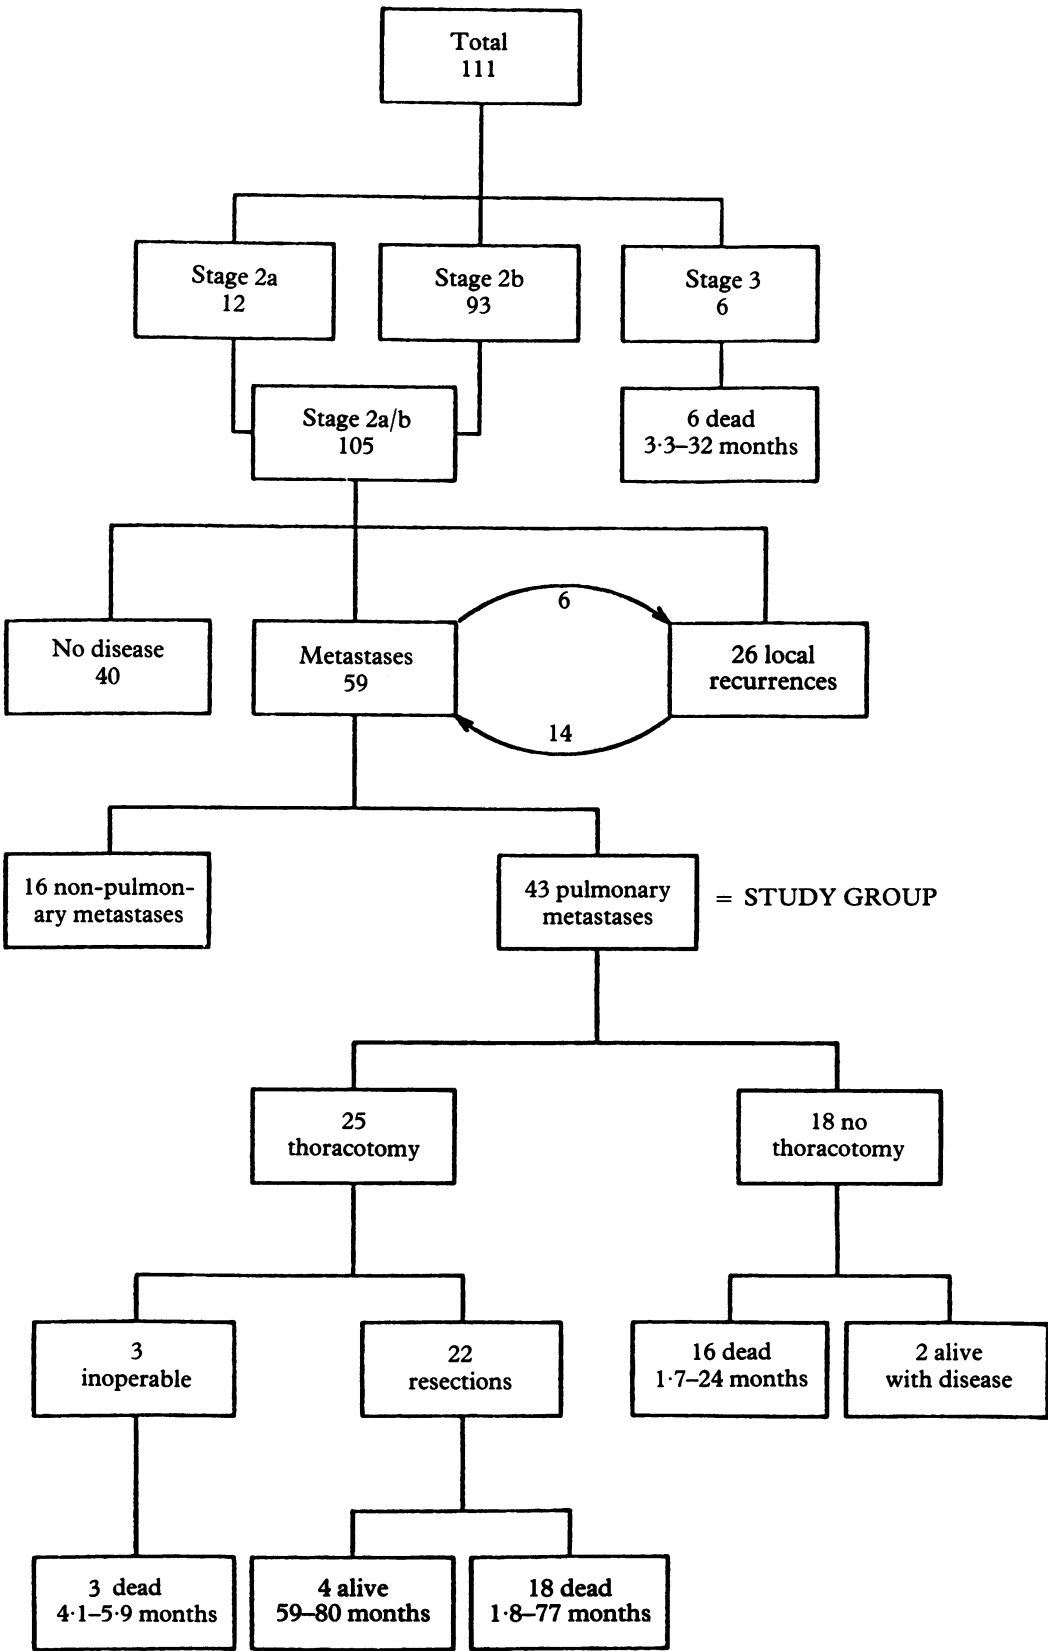 Total
111
Stage 2a
12
Stage 2b
93
Stage 3
6
Stage 2a/b
105
6 dead
3·3–32 months
No disease
40
Metastases
59
6
14
26 local
recurrences
16 non-pulmon-
ary metastases
43 pulmonary
metastases
= STUDY GROUP
25
thoracotomy
18 no
thoracotomy
3
inoperable
22
resections
16 dead
1·7–24 months
2 alive
with disease
3 dead
4·1–5·9 months
4 alive
59–80 months
18 dead
1·8–77 months